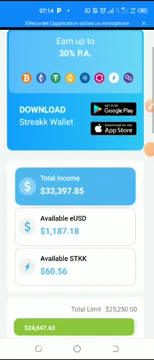 07:14 P
XRecorder L'application utilise un microphone
Earn up to
30% P.A.
DOWNLOAD
Streakk Wallet
GET IT ON
Google Play
Download on the
App Store
Total Income
$33,397.85
Available eUSD
$1,187.18
Available STKK
$60.56
Total Limit $25,250.00
$24,647.63